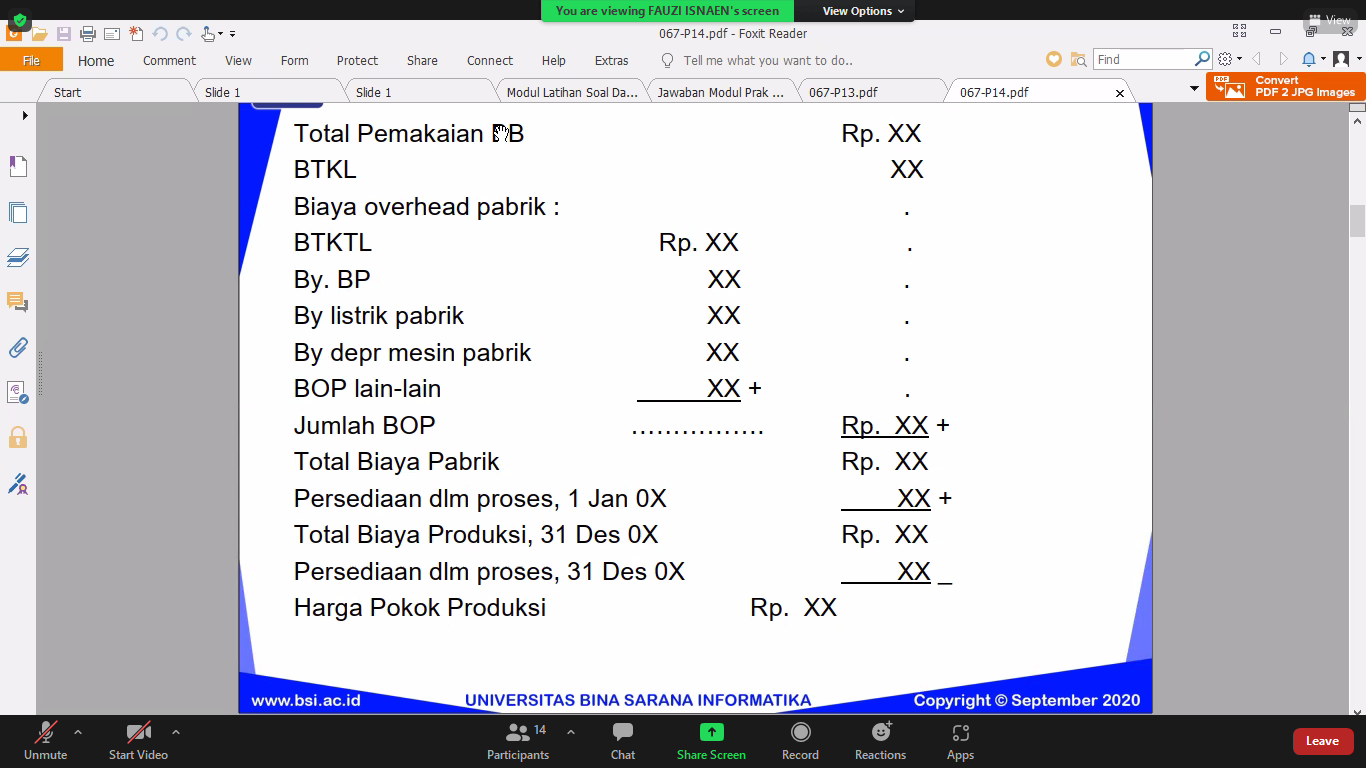 You are viewing FAUZI ISNAEN's screen View Options
View
067-P14.pdf - Foxit Reader
File Home Comment View Form Protect Share Connect Help Extras Tell me what you want to do.. Find
Start Slide 1 Slide 1 Modul Latihan Soal Da... Jawaban Modul Prak ... 067-P13.pdf 067-P14.pdf
Convert
PDF 2 JPG Images
Total Pemakaian BB Rp. XX
BTKL XX
Biaya overhead pabrik : .
BTKTL Rp. XX .
By. BP XX .
By listrik pabrik XX .
By depr mesin pabrik XX .
BOP lain-lain XX + .
Jumlah BOP ................ Rp. XX +
Total Biaya Pabrik Rp. XX
Persediaan dlm proses, 1 Jan 0X XX +
Total Biaya Produksi, 31 Des 0X Rp. XX
Persediaan dlm proses, 31 Des 0X XX _
Harga Pokok Produksi Rp. XX
www.bsi.ac.id UNIVERSITAS BINA SARANA INFORMATIKA Copyright © September 2020
14
Unmute Start Video Participants Chat Share Screen Record Reactions Apps Leave